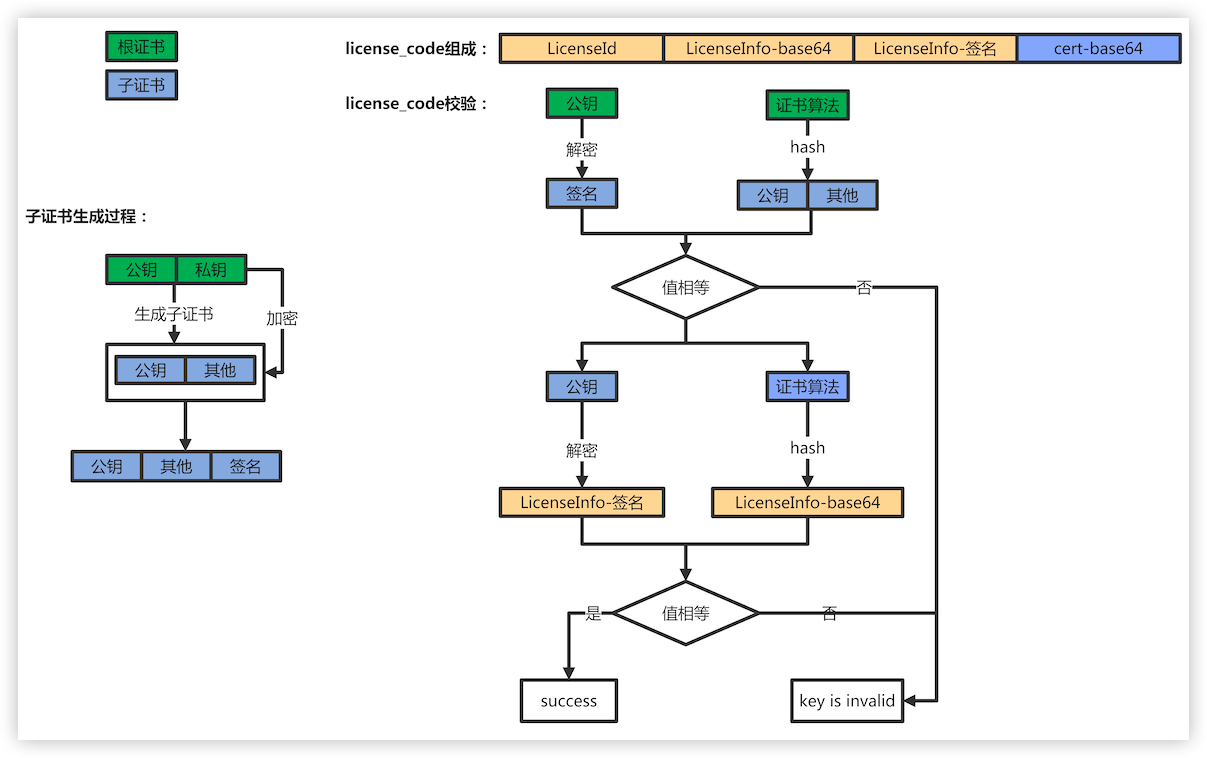 根证书
子证书
license_code组成：
LicenseId LicenseInfo-base64 LicenseInfo-签名 cert-base64
license_code校验：
公钥
证书算法
解密
hash
签名
公钥 其他
值相等
否
公钥
证书算法
解密
hash
LicenseInfo-签名
LicenseInfo-base64
是
值相等
否
success
key is invalid
子证书生成过程：
公钥 私钥
生成子证书
加密
公钥 其他
公钥 其他 签名